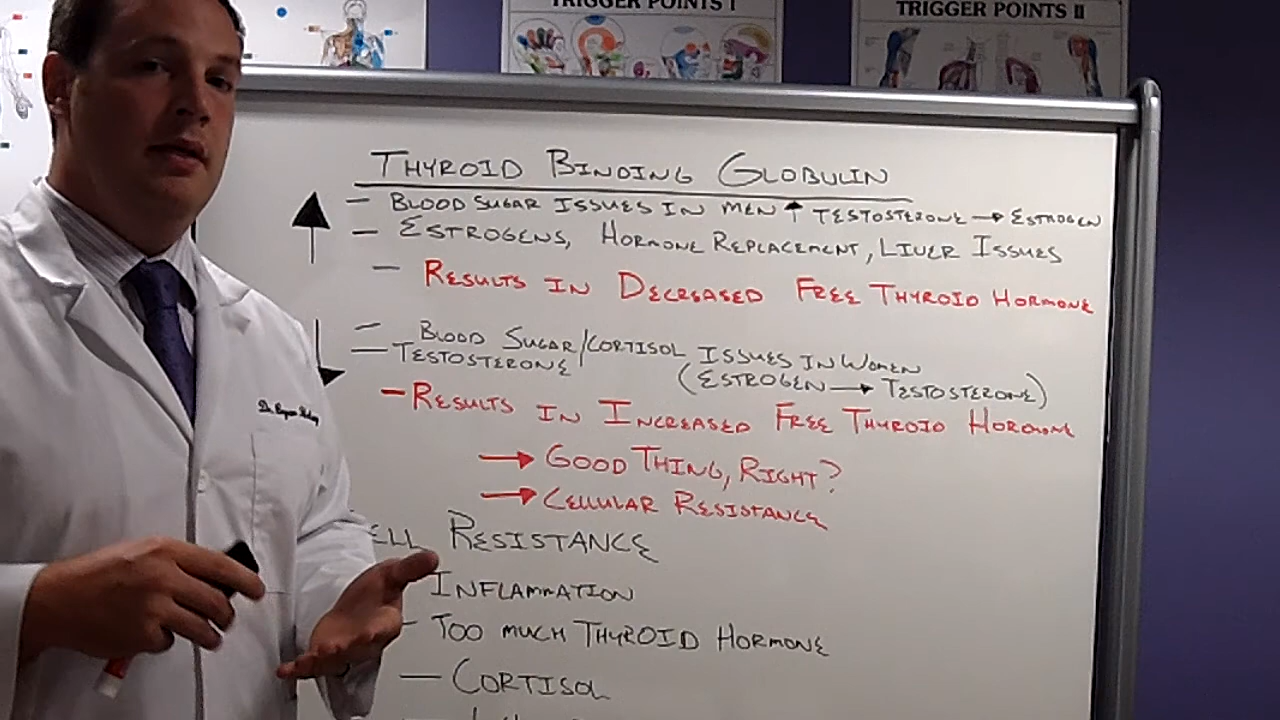 TRIGGER POINTS I
TRIGGER POINTS II
THYROID BINDING GLOBULIN
↑ - BLOOD SUGAR ISSUES IN MEN ↑ TESTOSTERONE → ESTROGEN
- ESTROGENS, HORMONE REPLACEMENT, LIVER ISSUES
- RESULTS IN DECREASED FREE THYROID HORMONE
↓ - BLOOD SUGAR/CORTISOL ISSUES IN WOMEN
- TESTOSTERONE (ESTROGEN → TESTOSTERONE)
- RESULTS IN INCREASED FREE THYROID HORMONE
→ GOOD THING, RIGHT?
→ CELLULAR RESISTANCE
ELL RESISTANCE
INFLAMMATION
- TOO MUCH THYROID HORMONE
- CORTISOL
Dr.